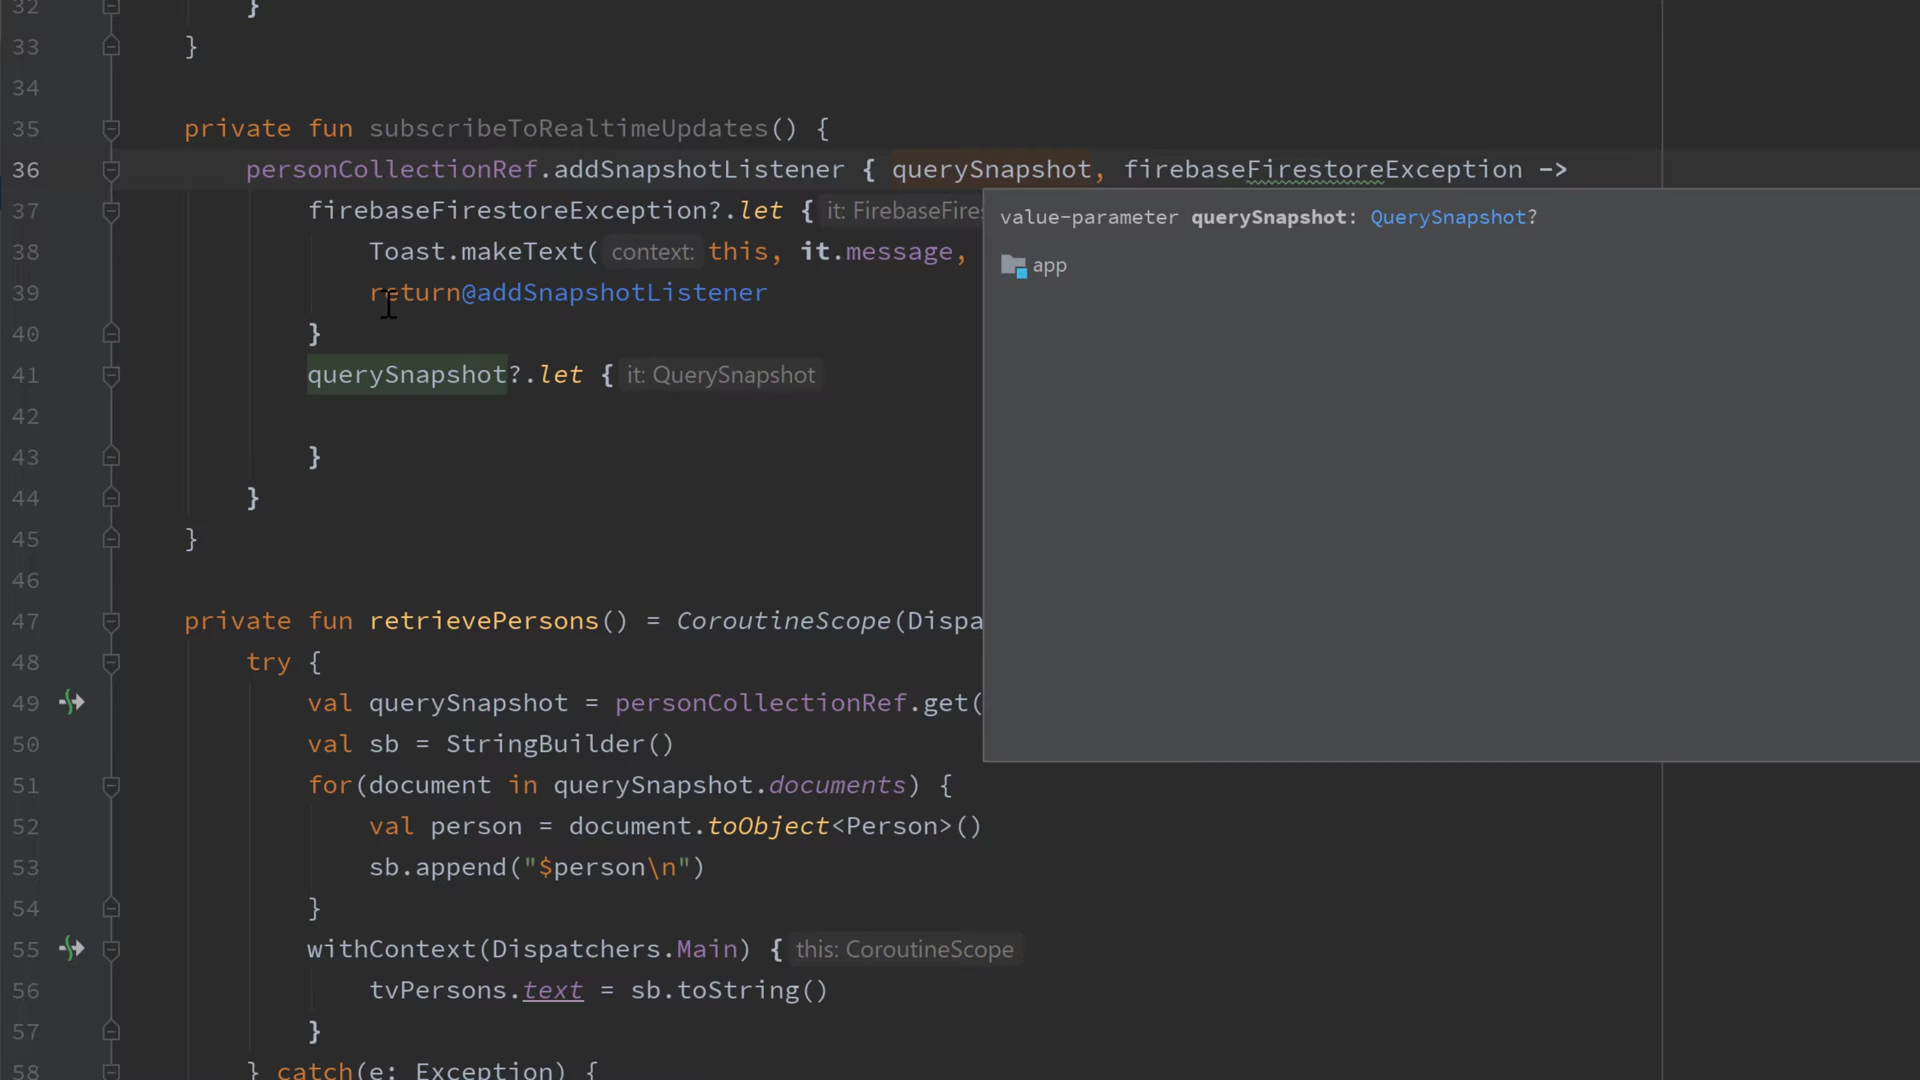 32 }
33 }
34
35 private fun subscribeToRealtimeUpdates() {
36 personCollectionRef.addSnapshotListener { querySnapshot, firebaseFirestoreException ->
37 firebaseFirestoreException?.let { it: FirebaseFires
value-parameter querySnapshot: QuerySnapshot?
38 Toast.makeText( context: this, it.message,
app
39 return@addSnapshotListener
40 }
41 querySnapshot?.let { it: QuerySnapshot
42
43 }
44 }
45 }
46
47 private fun retrievePersons() = CoroutineScope(Dispa
48 try {
49 val querySnapshot = personCollectionRef.get(
50 val sb = StringBuilder()
51 for(document in querySnapshot.documents) {
52 val person = document.toObject<Person>()
53 sb.append("$person\n")
54 }
55 withContext(Dispatchers.Main) { this: CoroutineScope
56 tvPersons.text = sb.toString()
57 }
58 } catch(e: Exception) {